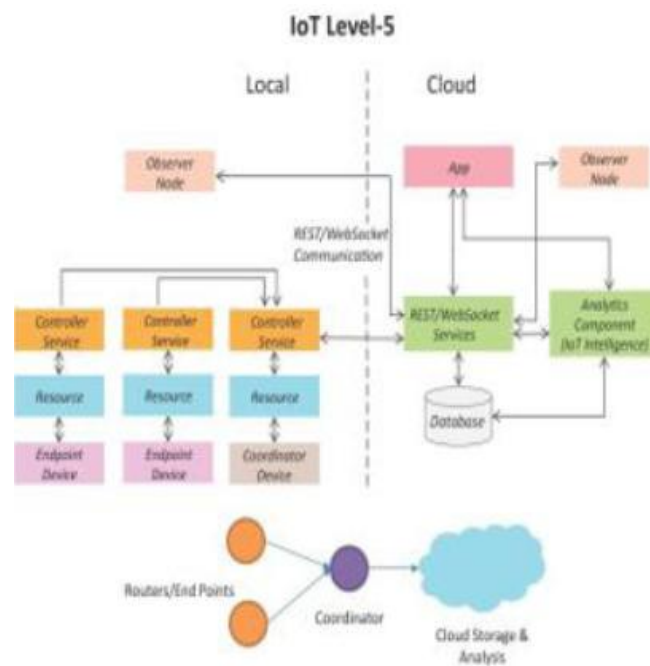 IoT Level-5
Local
Cloud
Observer
Node
App
Observer
Node
REST/WebSocket
Communication
Controller
Service
Controller
Service
Controller
Service
REST/WebSocket
Services
Analytics
Component
(IoT Intelligence)
Resource
Resource
Resource
Database
Endpoint
Device
Endpoint
Device
Coordinator
Device
Routers/End Points
Coordinator
Cloud Storage &
Analysis